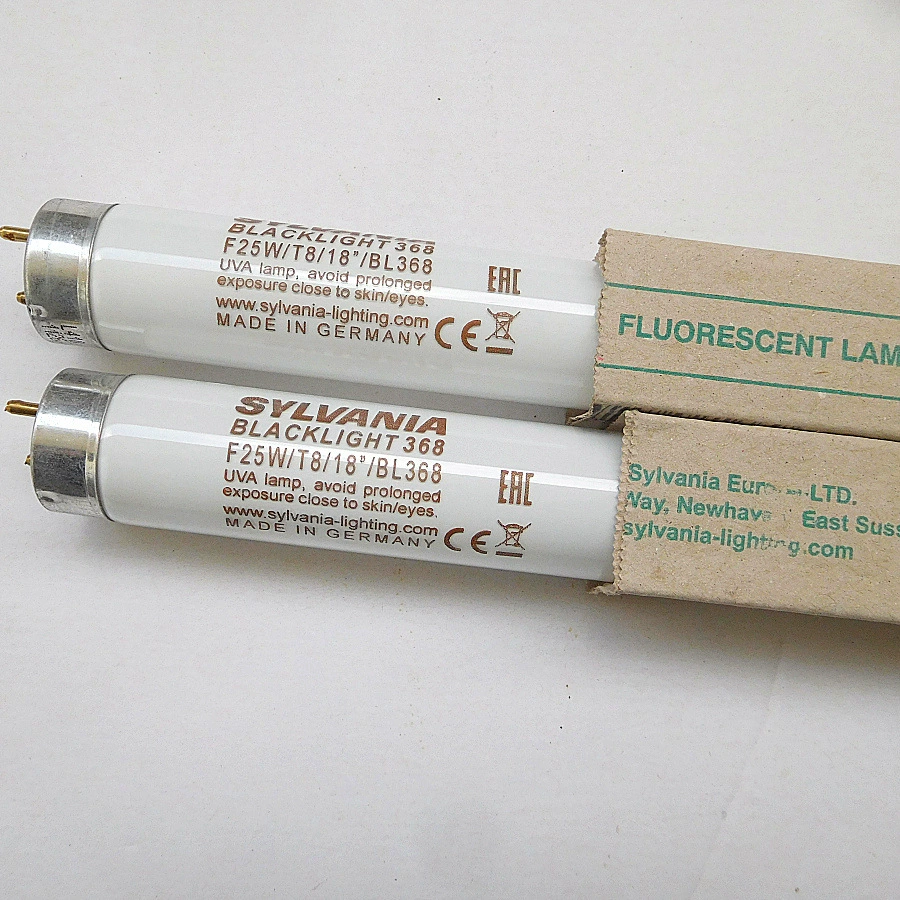 SYLVANIA
BLACKLIGHT 368
F25W/T8/18"/BL368
UVA lamp, avoid prolonged
exposure close to skin/eyes.
www.sylvania-lighting.com
MADE IN GERMANY
CE
EAC
FLUORESCENT LAM
SYLVANIA
BLACKLIGHT 368
F25W/T8/18"/BL368
UVA lamp, avoid prolonged
exposure close to skin/eyes.
www.sylvania-lighting.com
MADE IN GERMANY
CE
EAC
Sylvania LTD.
Way, East Suss
sylvania-lighting.com